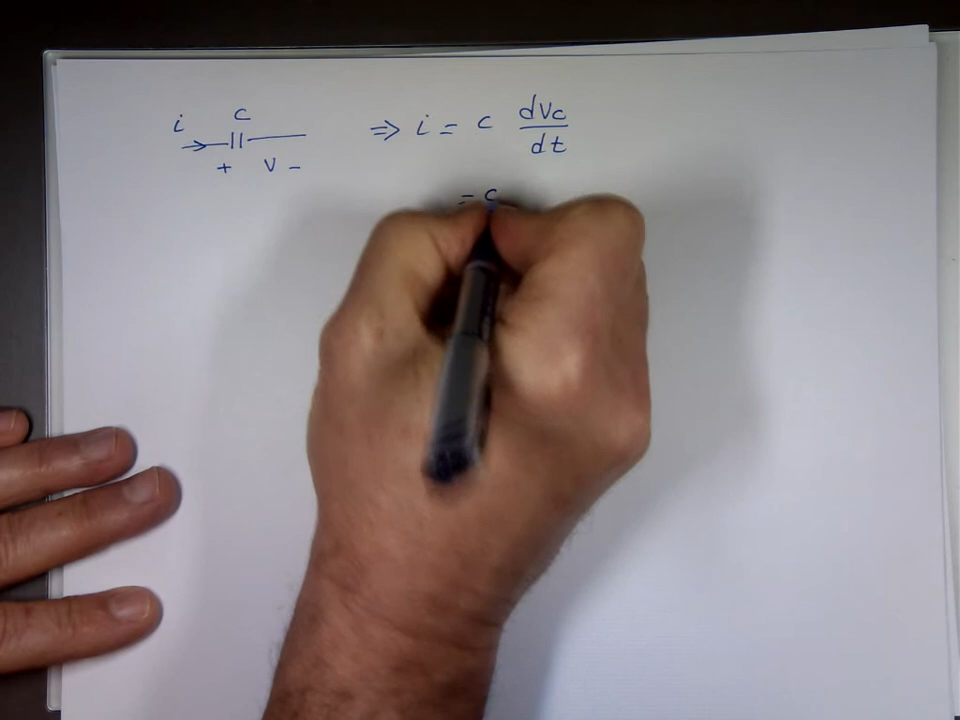 i C
+ V -
⇒ i = C dVc/dt
= C